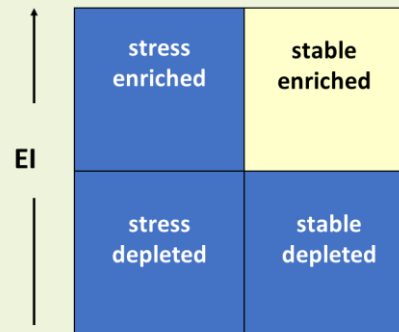 stress
enriched
stable
enriched
EI
stress
depleted
stable
depleted